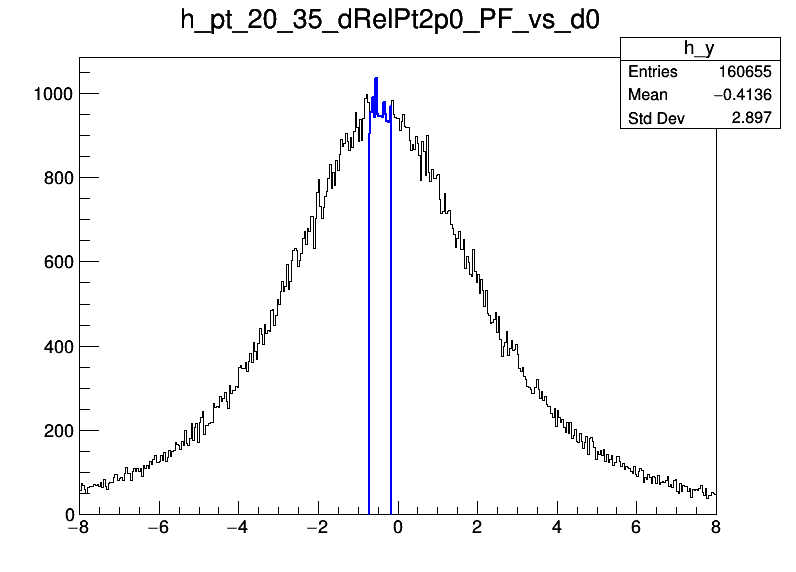 h_pt_20_35_dRelPt2p0_PF_vs_d0
h_y
Entries 160655
Mean −0.4136
Std Dev 2.897
1000
800
600
400
200
0
−8 −6 −4 −2 0 2 4 6 8